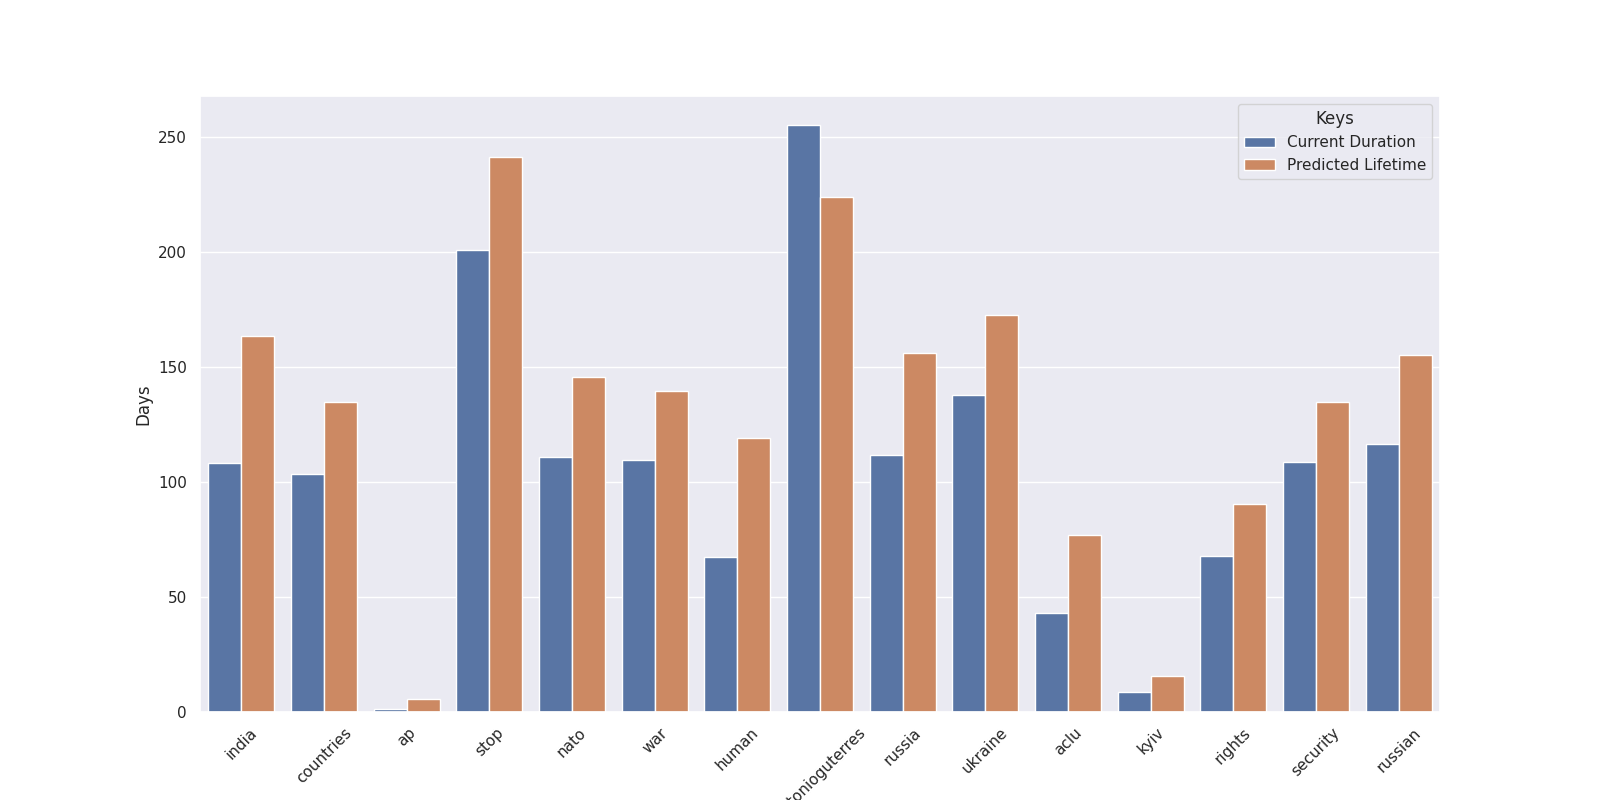 Keys
Current Duration
Predicted Lifetime
Days
250
200
150
100
50
0
india
countries
ap
stop
nato
war
human
tonioguterres
russia
ukraine
aclu
kyiv
rights
security
russian